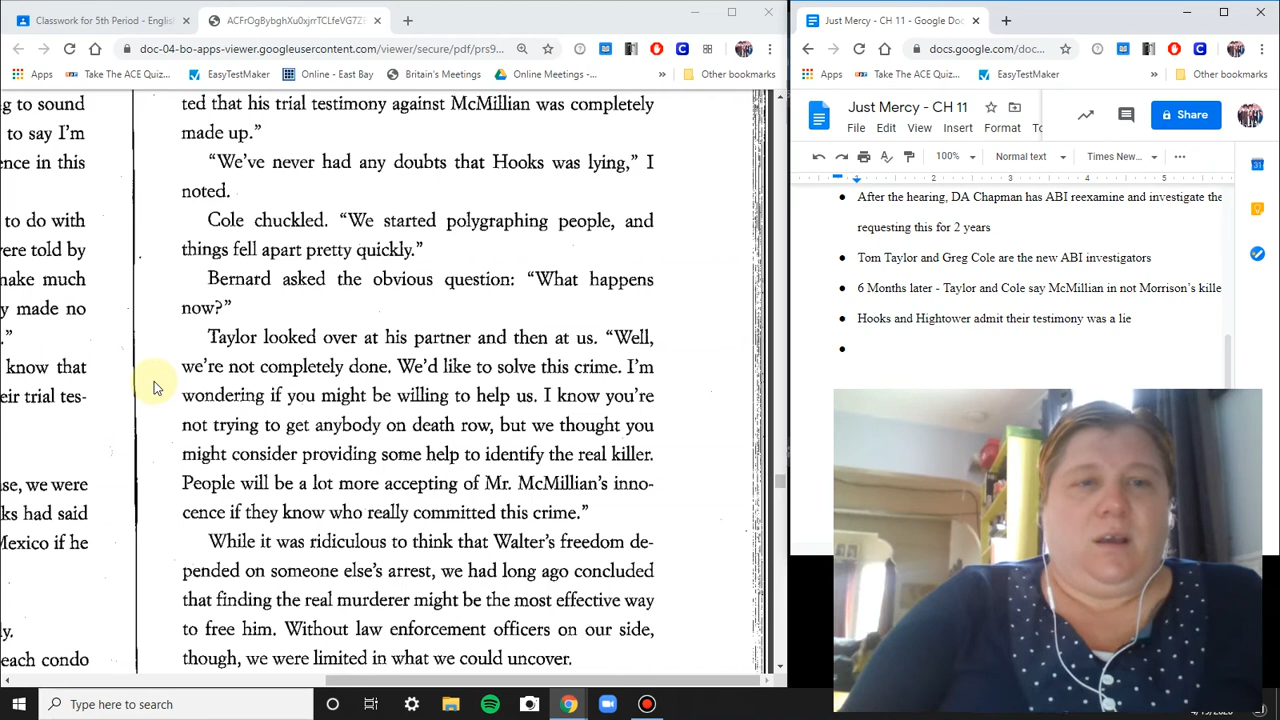 Classwork for 5th Period - English
ACFrOgBybghXu0xjrrTCLfeVG7ZE
doc-04-bo-apps-viewer.googleusercontent.com/viewer/secure/pdf/prs9...
Apps
Take The ACE Quiz...
EasyTestMaker
Online - East Bay
Britain's Meetings
Online Meetings -...
»
Other bookmarks
g to sound
to say I'm
ence in this
to do with
ere told by
nake much
y made no
."
know that
eir trial tes-
ase, we were
ks had said
Mexico if he
y.
each condo
ted that his trial testimony against McMillian was completely
made up."
"We've never had any doubts that Hooks was lying," I
noted.
Cole chuckled. "We started polygraphing people, and
things fell apart pretty quickly."
Bernard asked the obvious question: "What happens
now?"
Taylor looked over at his partner and then at us. "Well,
we're not completely done. We'd like to solve this crime. I'm
wondering if you might be willing to help us. I know you're
not trying to get anybody on death row, but we thought you
might consider providing some help to identify the real killer.
People will be a lot more accepting of Mr. McMillian's inno-
cence if they know who really committed this crime."
While it was ridiculous to think that Walter's freedom de-
pended on someone else's arrest, we had long ago concluded
that finding the real murderer might be the most effective way
to free him. Without law enforcement officers on our side,
though, we were limited in what we could uncover.
Just Mercy - CH 11 - Google Doc
docs.google.com/doc...
Apps
Take The ACE Quiz...
EasyTestMaker
»
Other bookmarks
Just Mercy - CH 11
Share
File Edit View Insert Format To
100%
Normal text
Times New...
1 2 3 4 5
31
• After the hearing, DA Chapman has ABI reexamine and investigate the
requesting this for 2 years
• Tom Taylor and Greg Cole are the new ABI investigators
• 6 Months later - Taylor and Cole say McMillian in not Morrison's kille
• Hooks and Hightower admit their testimony was a lie
•
Type here to search